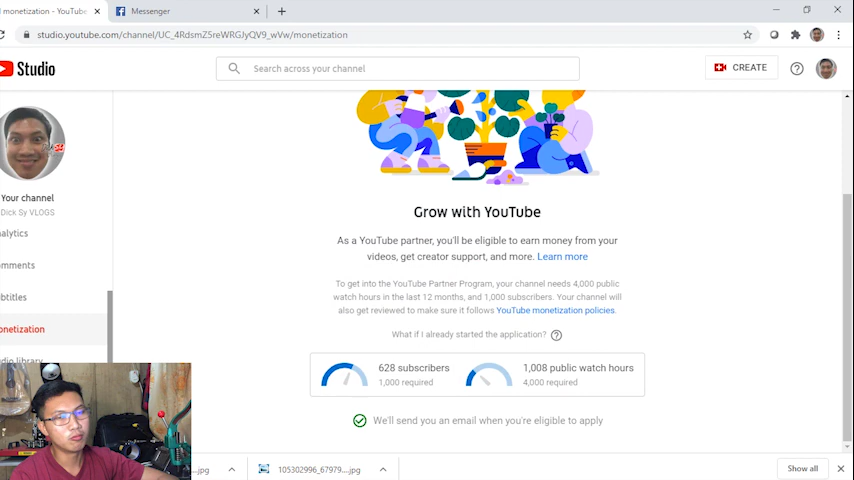 monetization - YouTube
Messenger
studio.youtube.com/channel/UC_4RdsmZ5reWRGJyQV9_wVw/monetization
Studio
Search across your channel
CREATE
Your channel
Dick Sy VLOGS
nalytics
omments
btitles
onetization
udio library
Grow with YouTube
As a YouTube partner, you'll be eligible to earn money from your
videos, get creator support, and more. Learn more
To get into the YouTube Partner Program, your channel needs 4,000 public
watch hours in the last 12 months, and 1,000 subscribers. Your channel will
also get reviewed to make sure it follows YouTube monetization policies.
What if I already started the application?
628 subscribers
1,000 required
1,008 public watch hours
4,000 required
We'll send you an email when you're eligible to apply
.jpg
105302996_67979....jpg
Show all